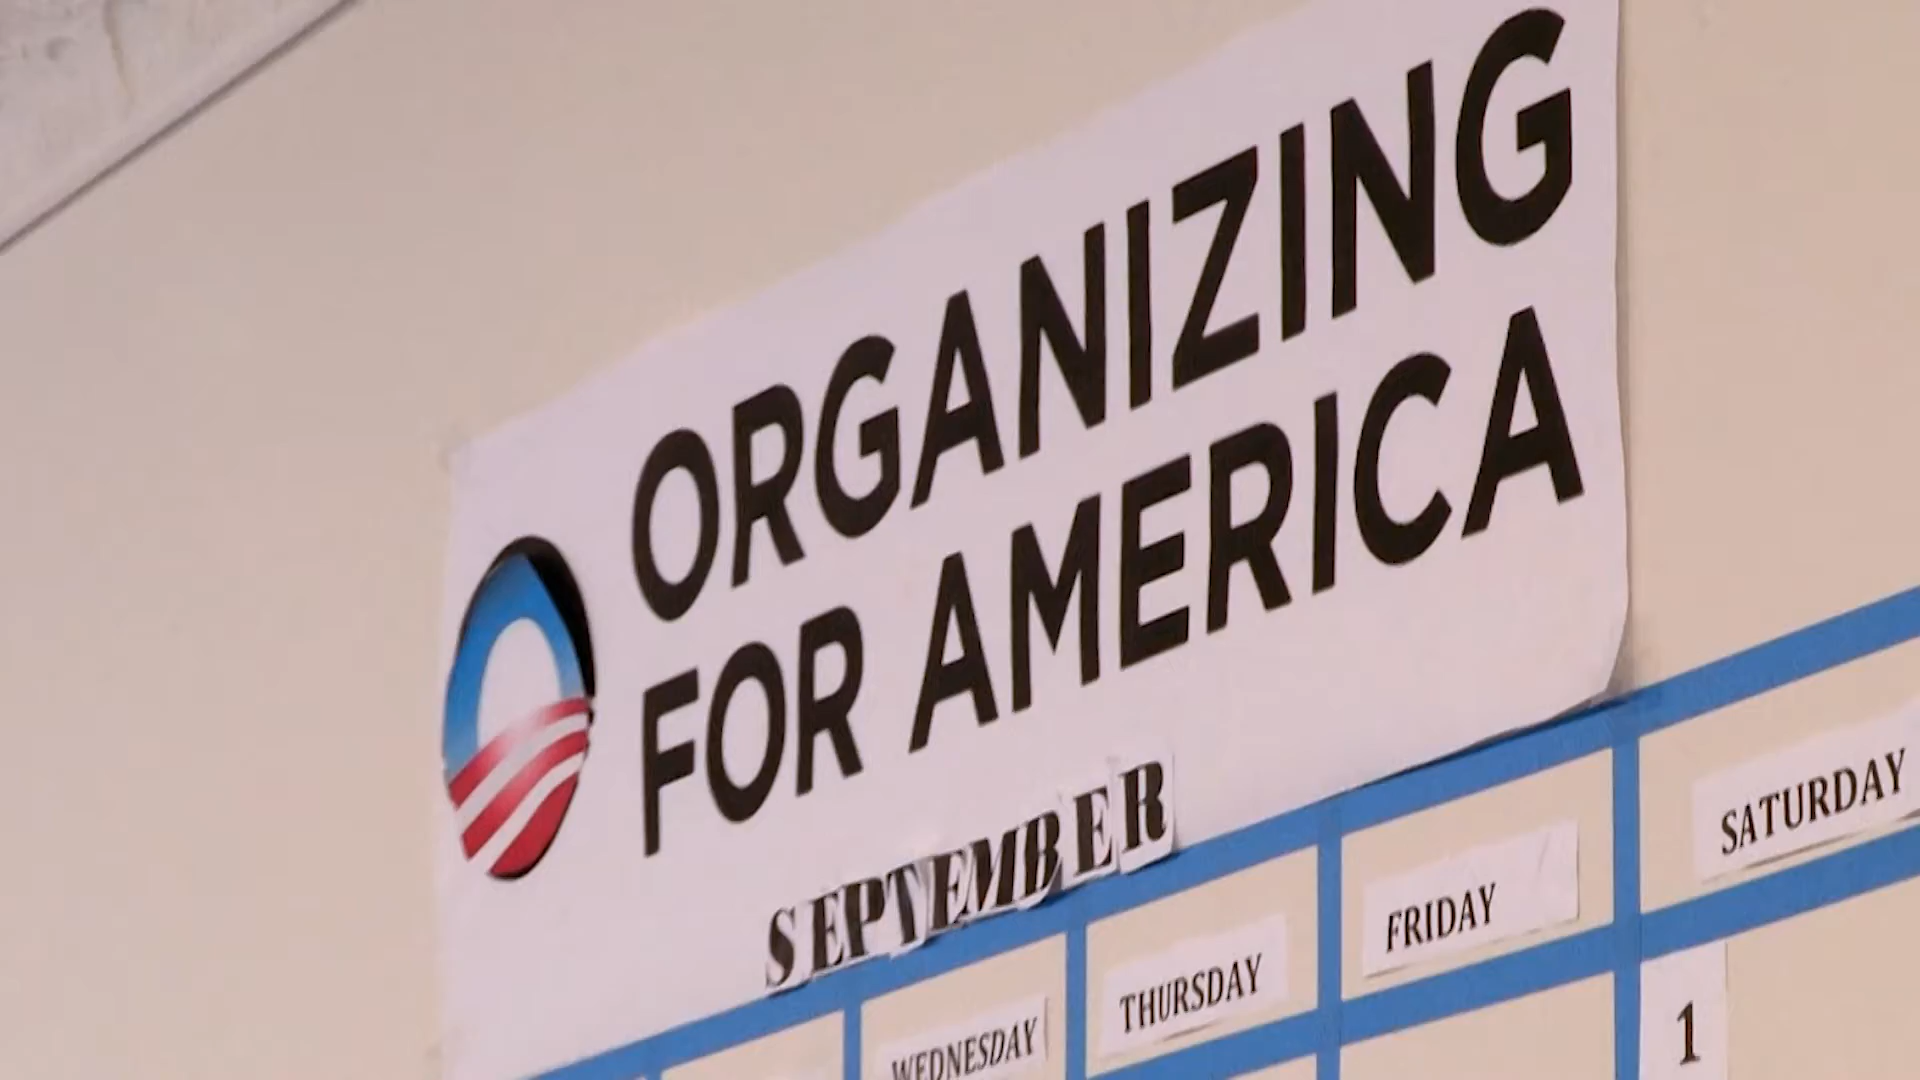 ORGANIZING
FOR AMERICA
SEPTEMBER
WEDNESDAY
THURSDAY
FRIDAY
SATURDAY
1